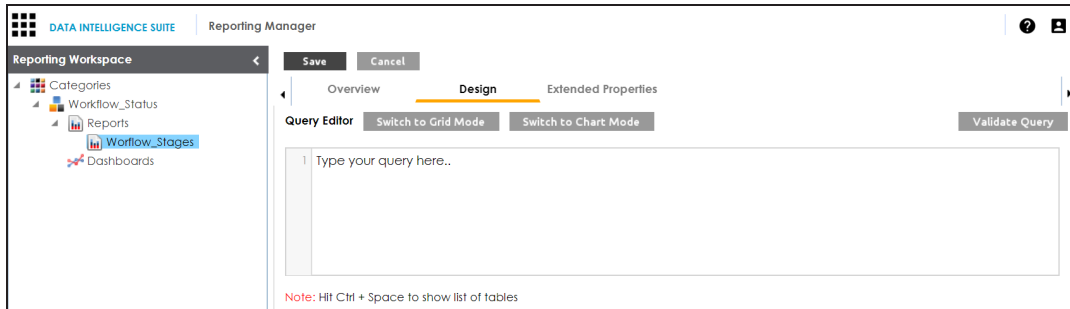 DATA INTELLIGENCE SUITE Reporting Manager
Reporting Workspace
Categories
Workflow_Status
Reports
Worflow_Stages
Dashboards
Save Cancel
Overview Design Extended Properties
Query Editor Switch to Grid Mode Switch to Chart Mode Validate Query
1 Type your query here..
Note: Hit Ctrl + Space to show list of tables